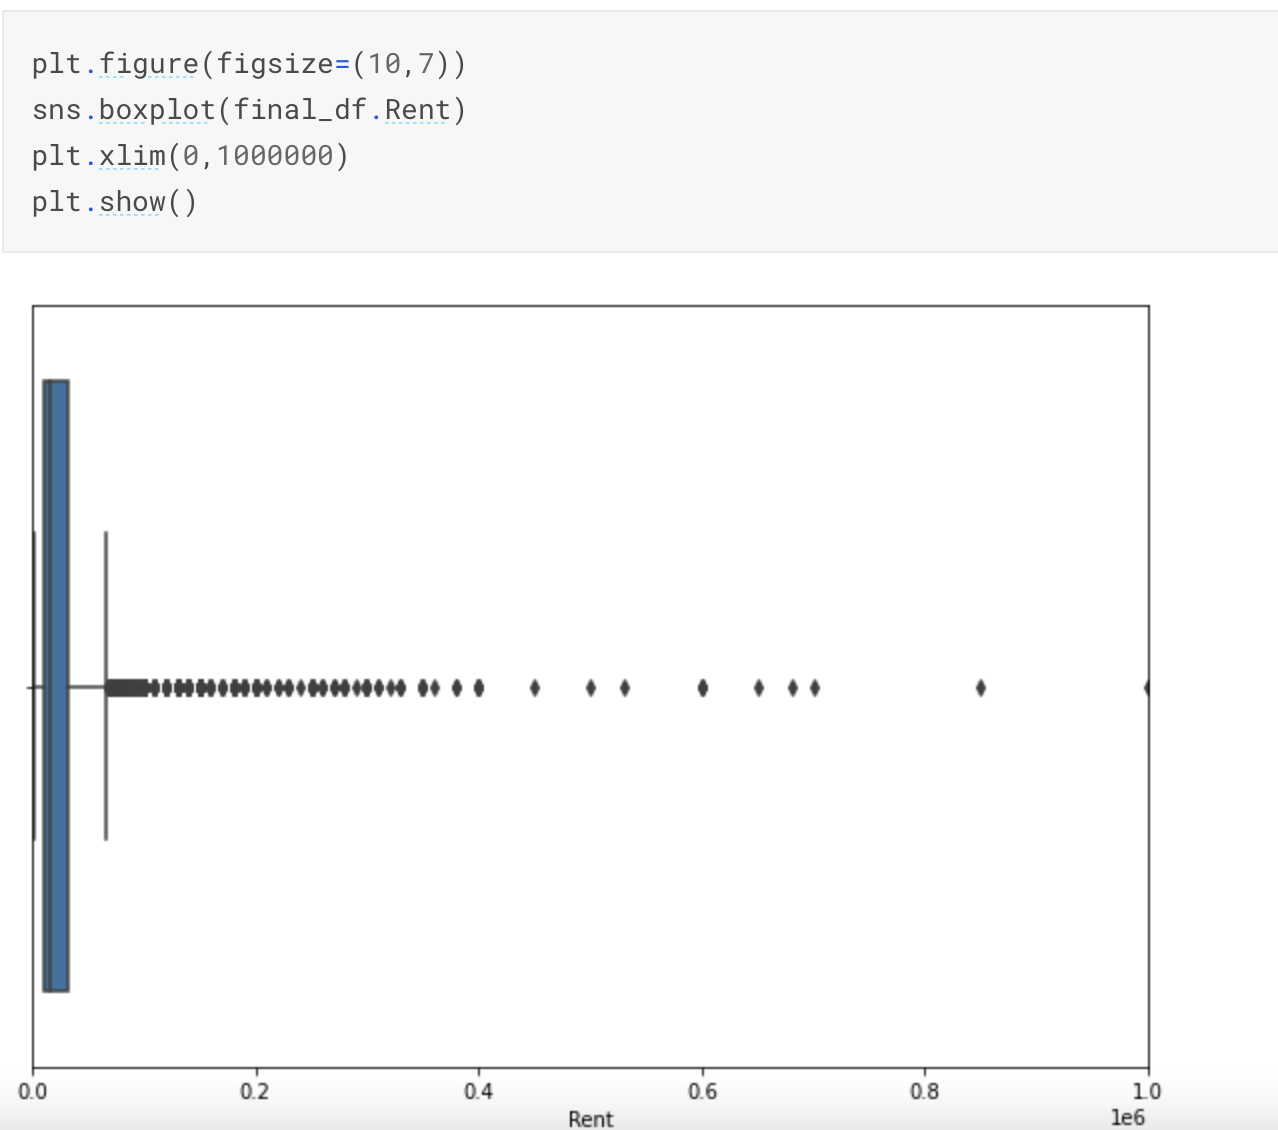 plt.figure(figsize=(10,7))
sns.boxplot(final_df.Rent)
plt.xlim(0,1000000)
plt.show()
0.0 0.2 0.4 0.6 0.8 1.0
Rent
1e6